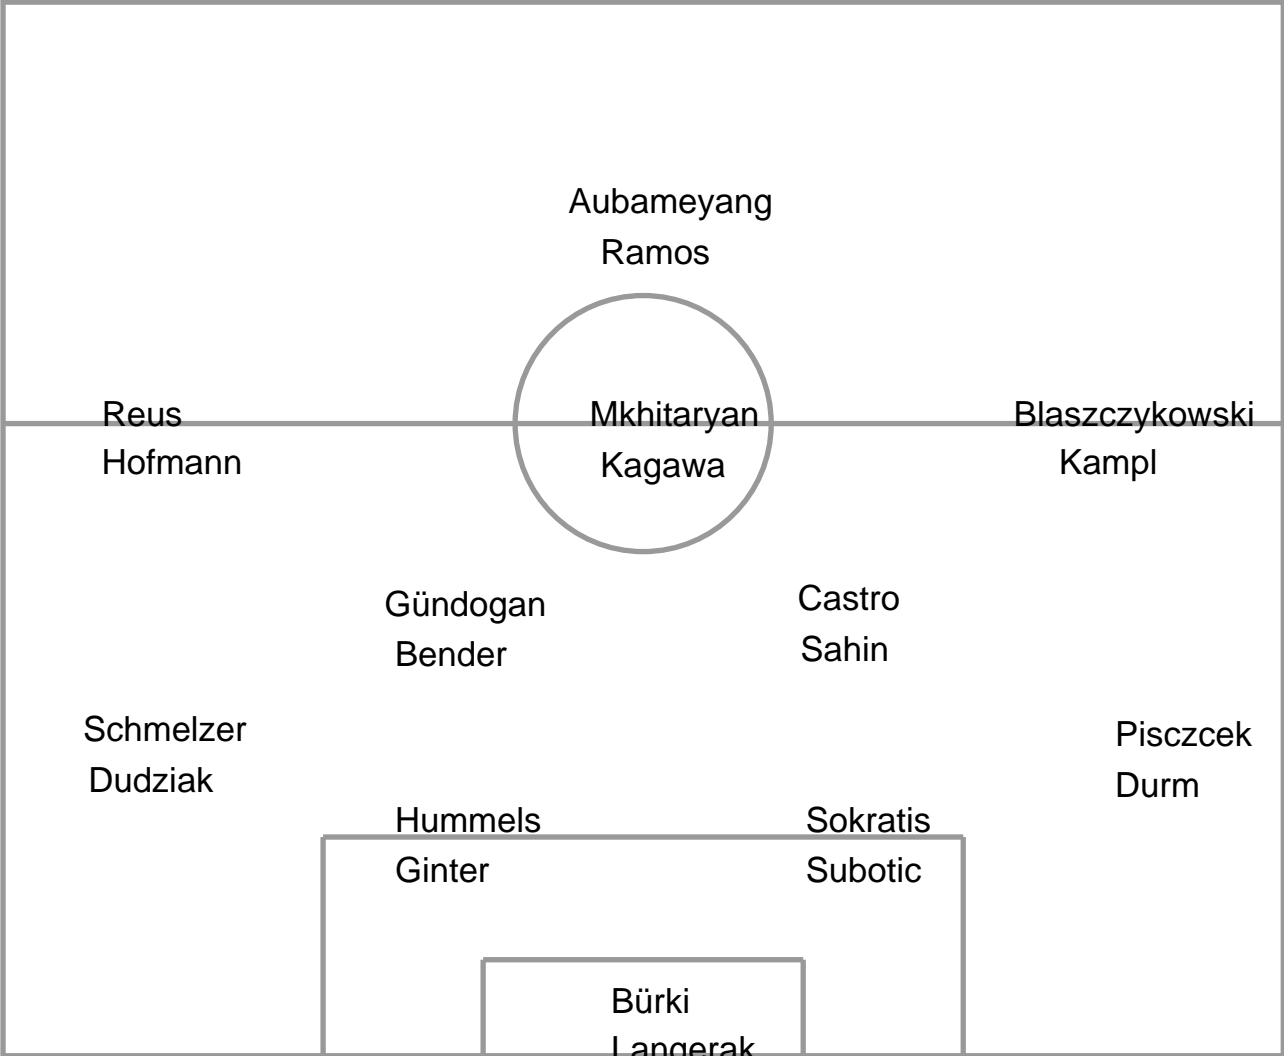 Aubameyang
Ramos
Reus
Mkhitaryan
Blaszczykowski
Hofmann
Kagawa
Kampl
Gündogan
Castro
Bender
Sahin
Schmelzer
Pisczcek
Dudziak
Durm
Hummels
Sokratis
Ginter
Subotic
Bürki
Langerak